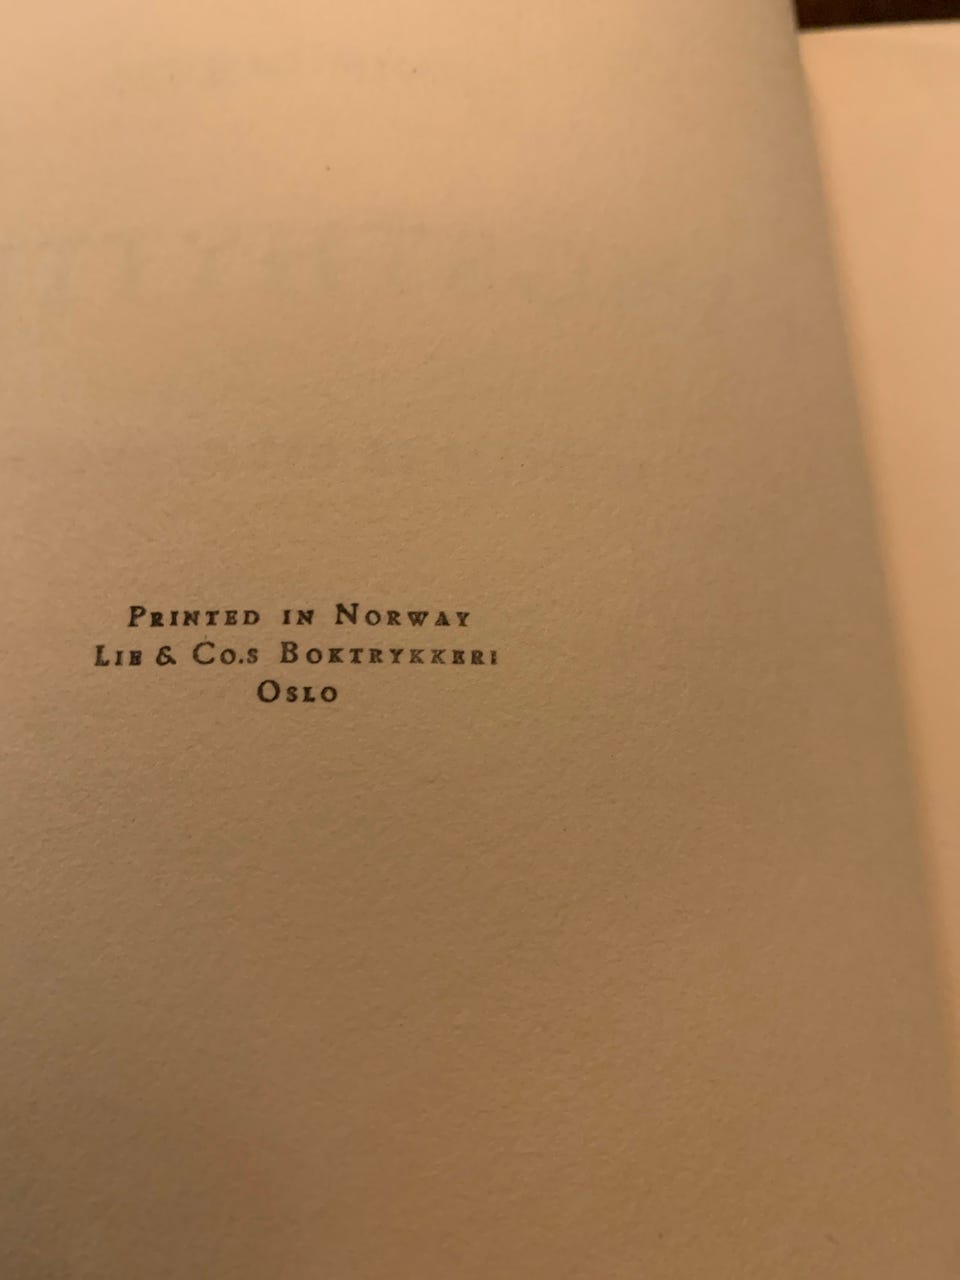 Printed in Norway
Lie & Co.s Boktrykkeri
Oslo